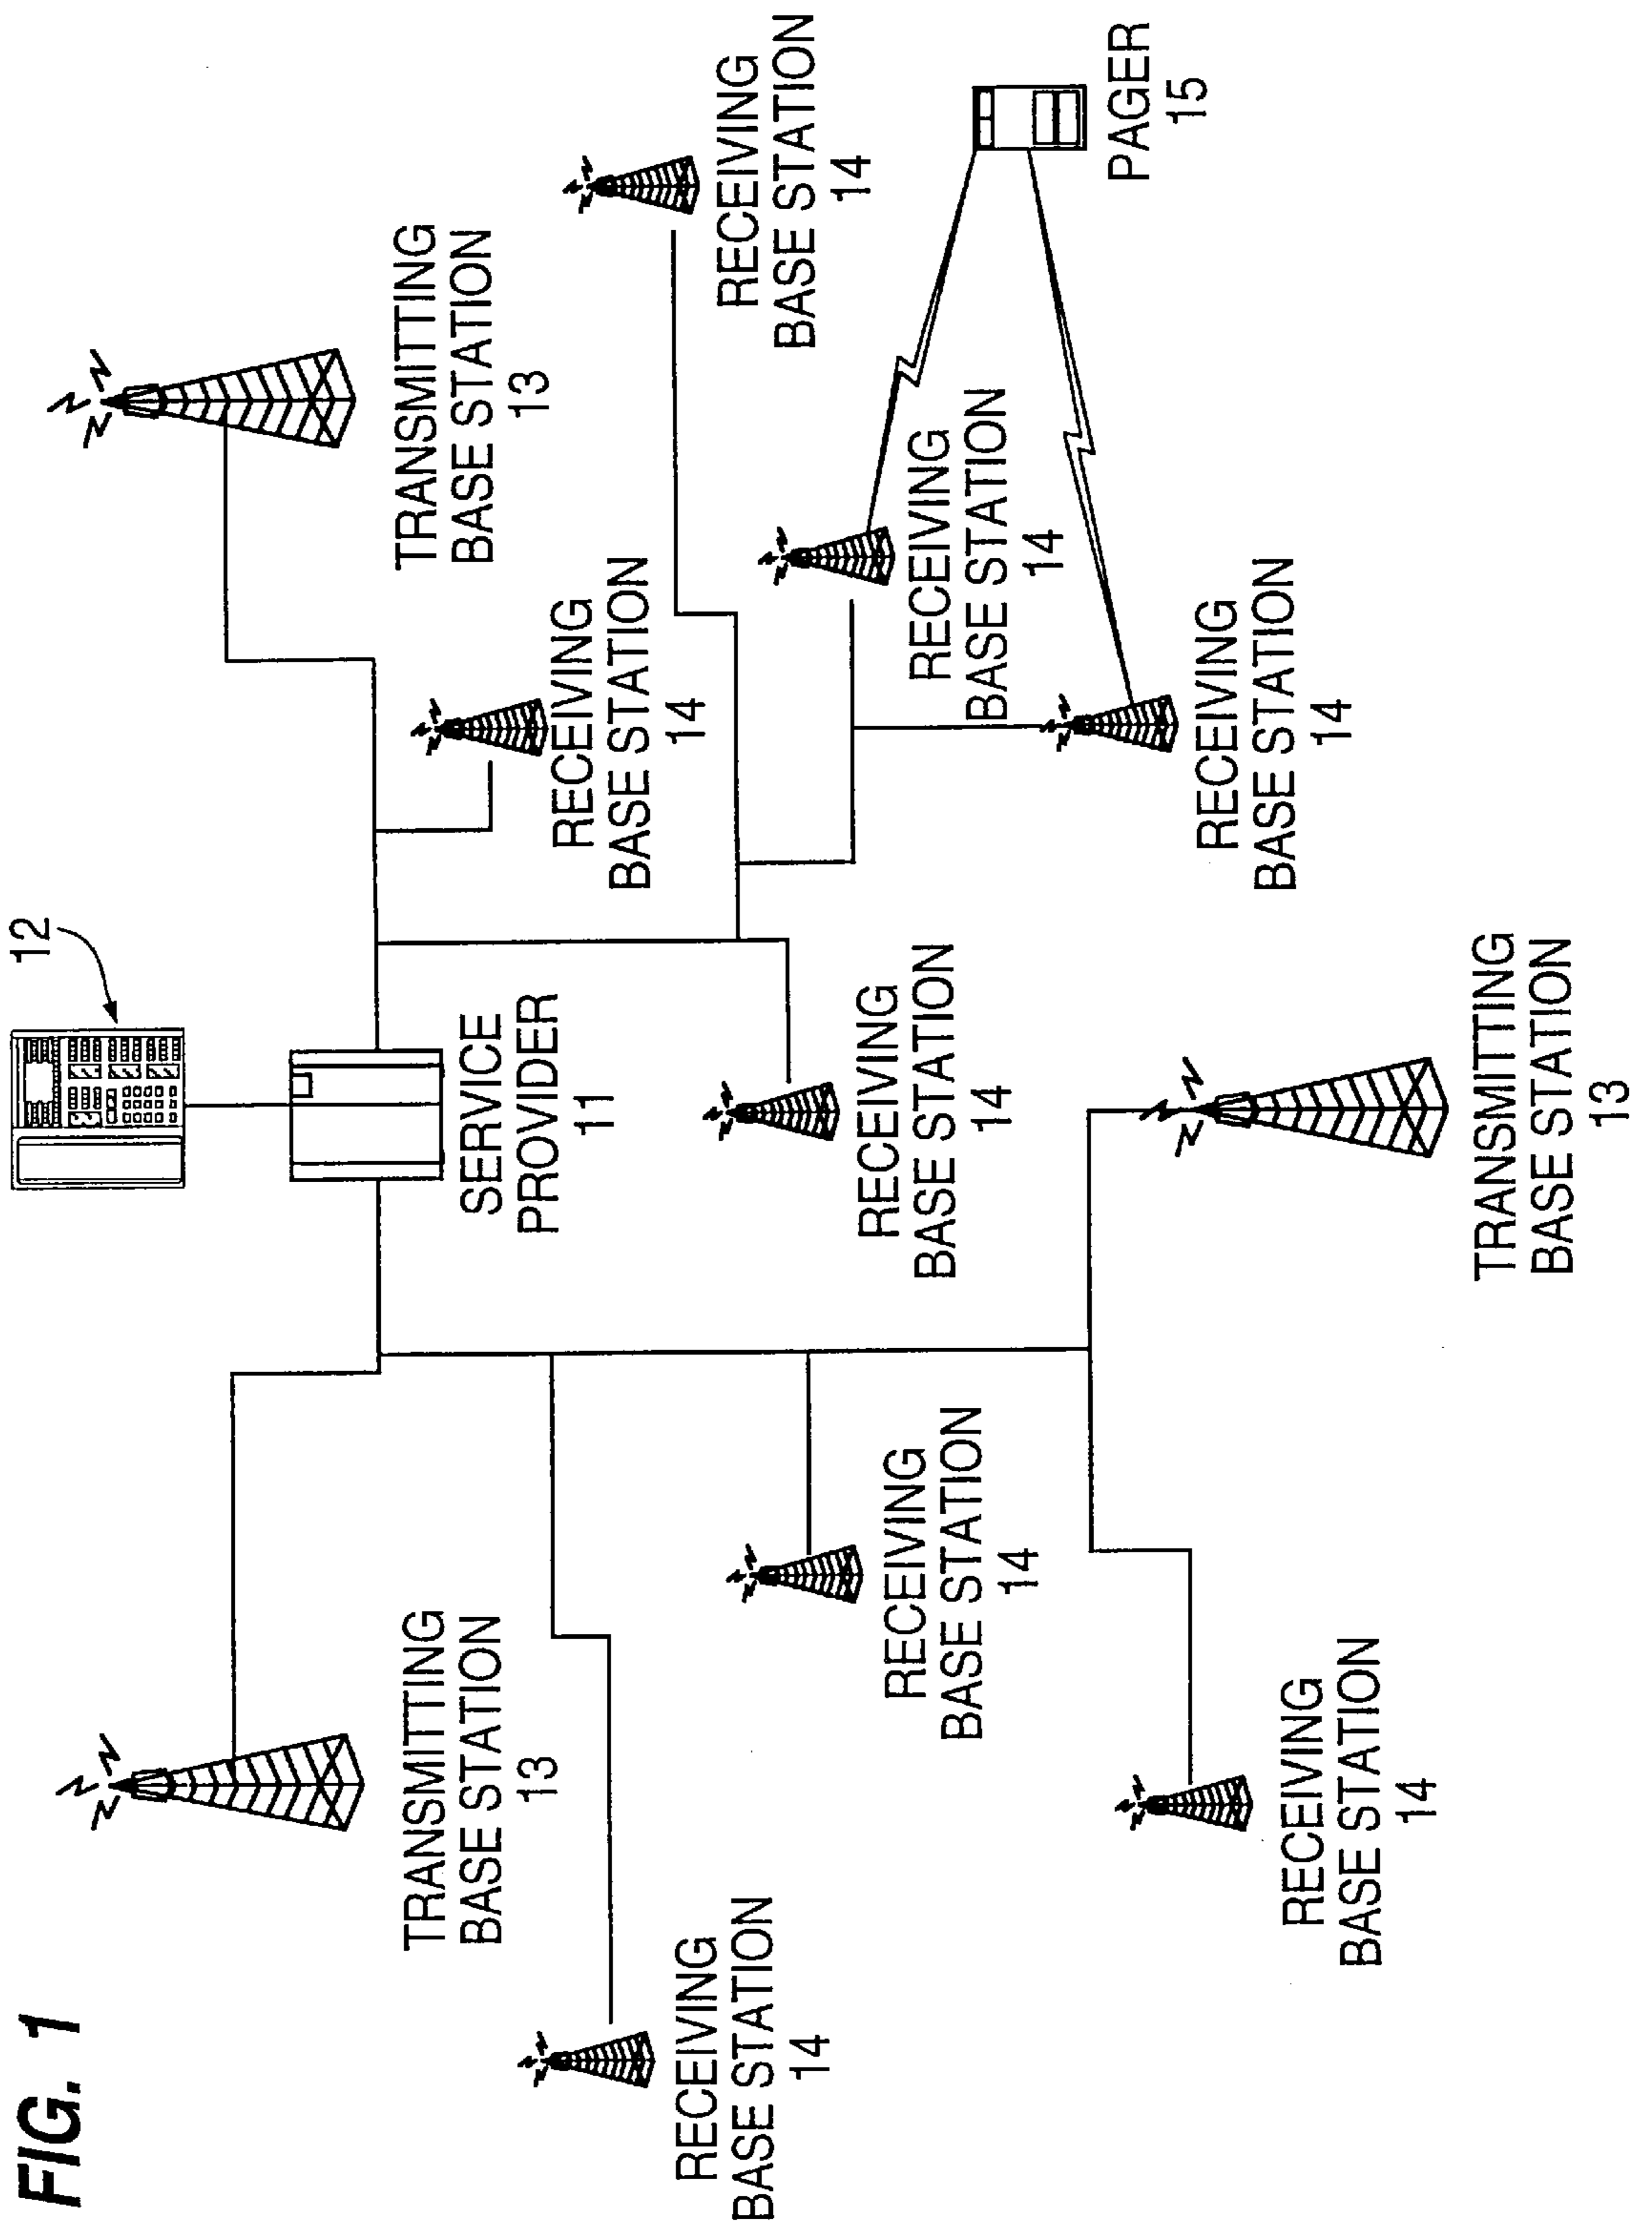 FIG. 1
12
SERVICE
PROVIDER
11
TRANSMITTING
BASE STATION
13
TRANSMITTING
BASE STATION
13
RECEIVING
BASE STATION
14
RECEIVING
BASE STATION
14
RECEIVING
BASE STATION
14
RECEIVING
BASE STATION
14
RECEIVING
BASE STATION
14
RECEIVING
BASE STATION
14
PAGER
15
RECEIVING
BASE STATION
14
RECEIVING
BASE STATION
14
TRANSMITTING
BASE STATION
13